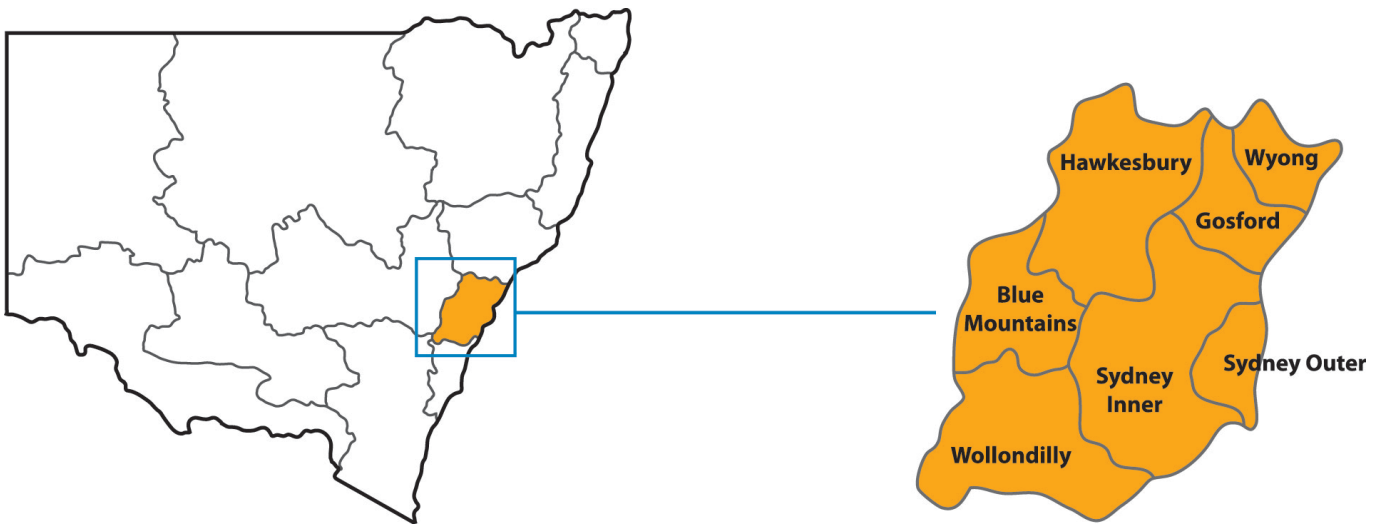 Hawkesbury
Wyong
Gosford
Blue
Mountains
Sydney Outer
Sydney
Inner
Wollondilly